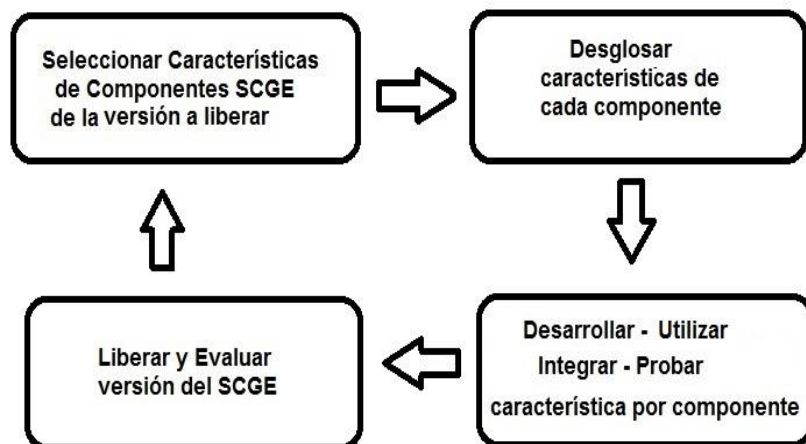 Seleccionar Características
de Componentes SCGE
de la versión a liberar
Desglosar
características de
cada componente
Desarrollar - Utilizar
Integrar - Probar
característica por componente
Liberar y Evaluar
versión del SCGE